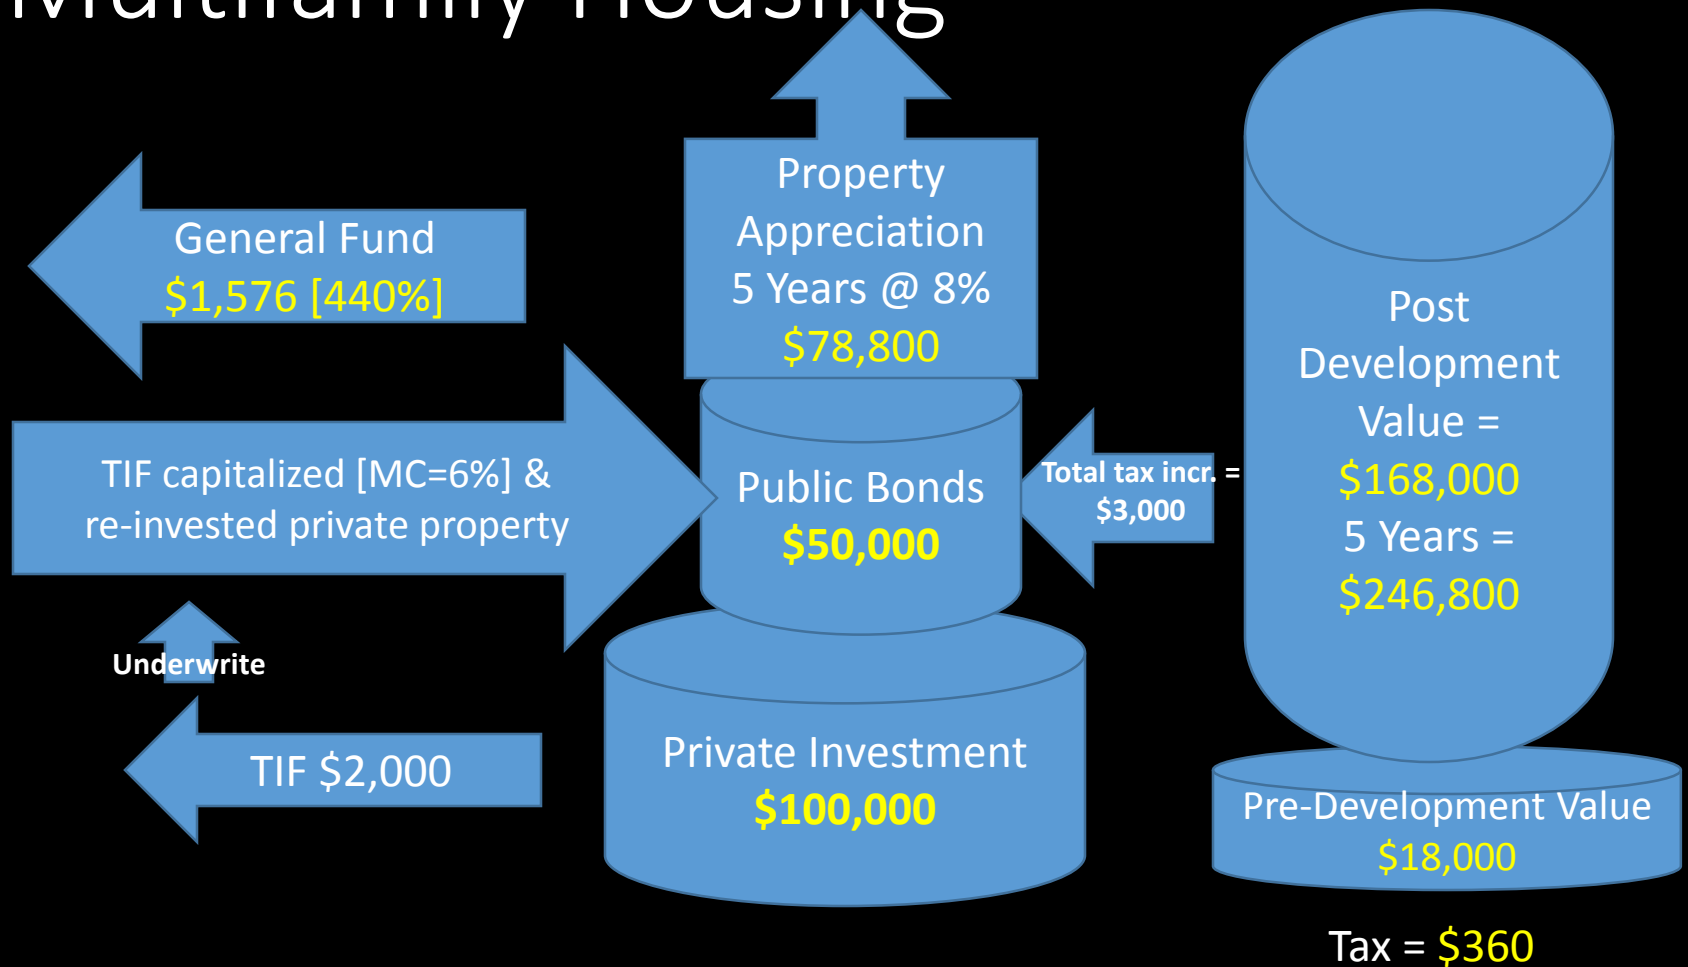 Multifamily Housing
General Fund
$1,576 [440%]
Property
Appreciation
5 Years @ 8%
$78,800
TIF capitalized [MC=6%] &
re-invested private property
Public Bonds
$50,000
Total tax incr. =
$3,000
Post
Development
Value =
$168,000
5 Years =
$246,800
Underwrite
TIF $2,000
Private Investment
$100,000
Pre-Development Value
$18,000
Tax = $360